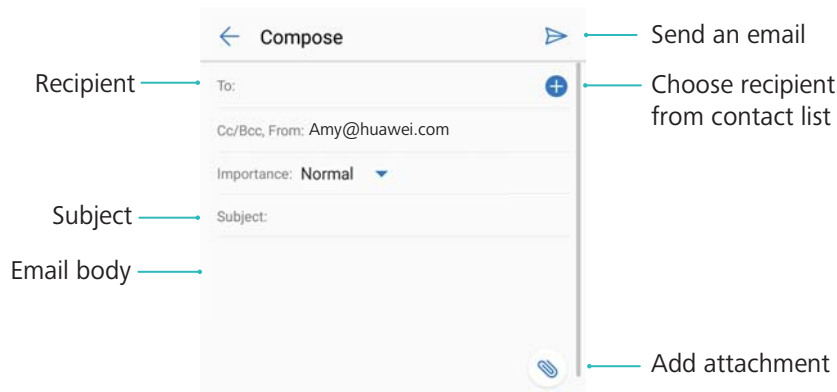 Compose
Send an email
Recipient
To:
Choose recipient
from contact list
Cc/Bcc, From: Amy@huawei.com
Importance: Normal
Subject
Subject:
Email body
Add attachment